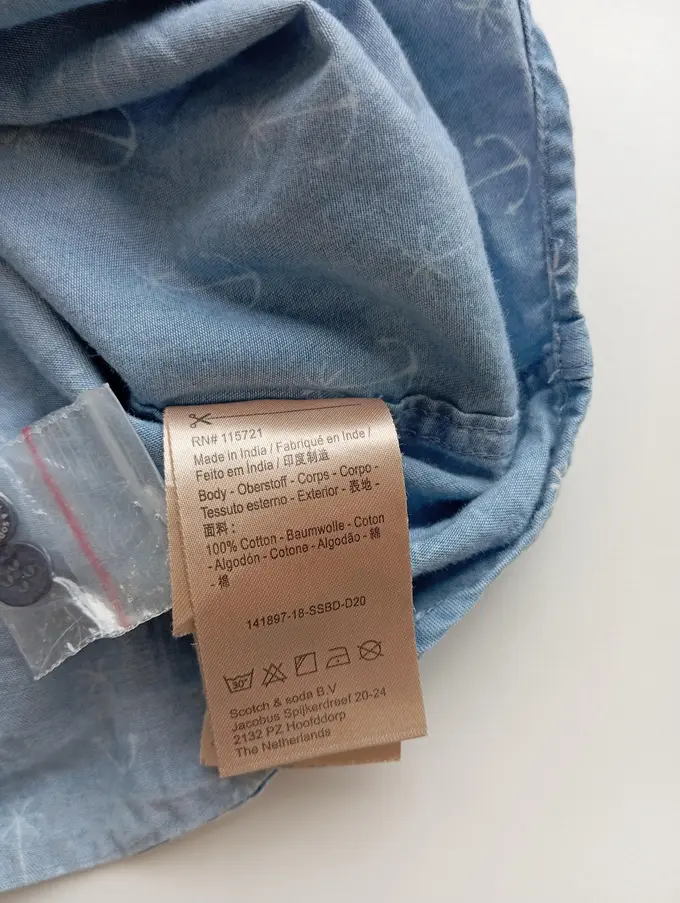 RN# 115721
Made in India / Fabriqué en Inde /
Feito em Índia / 印度制造
Body - Oberstoff - Corps - Corpo -
Tessuto esterno - Exterior - 表地 -
面料：
100% Cotton - Baumwolle - Coton
- Algodón - Cotone - Algodão - 綿
- 棉
141897-18-SSBD-D20
30°
Scotch & soda B.V
Jacobus Spijkerdreef 20-24
2132 PZ Hoofddorp
The Netherlands